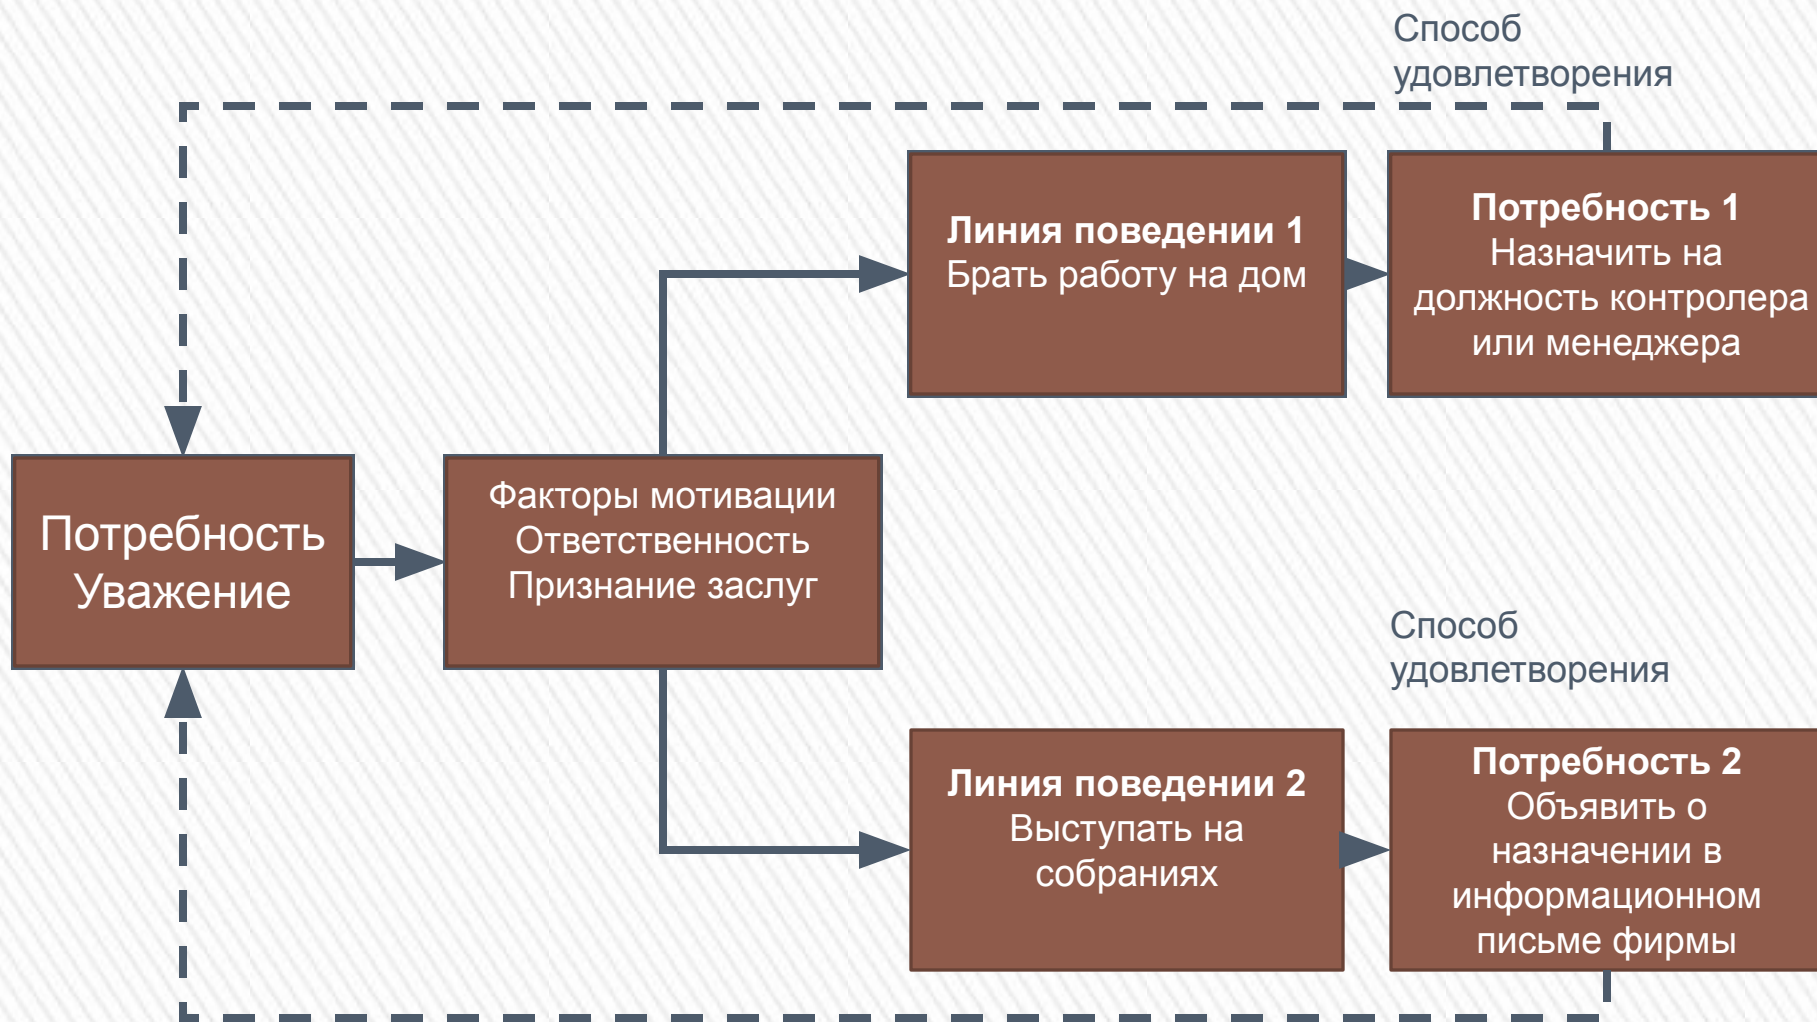 Способ
удовлетворения
Линия поведении 1
Брать работу на дом
Потребность 1
Назначить на
должность контролера
или менеджера
Потребность
Уважение
Факторы мотивации
Ответственность
Признание заслуг
Способ
удовлетворения
Линия поведении 2
Выступать на
собраниях
Потребность 2
Объявить о
назначении в
информационном
письме фирмы